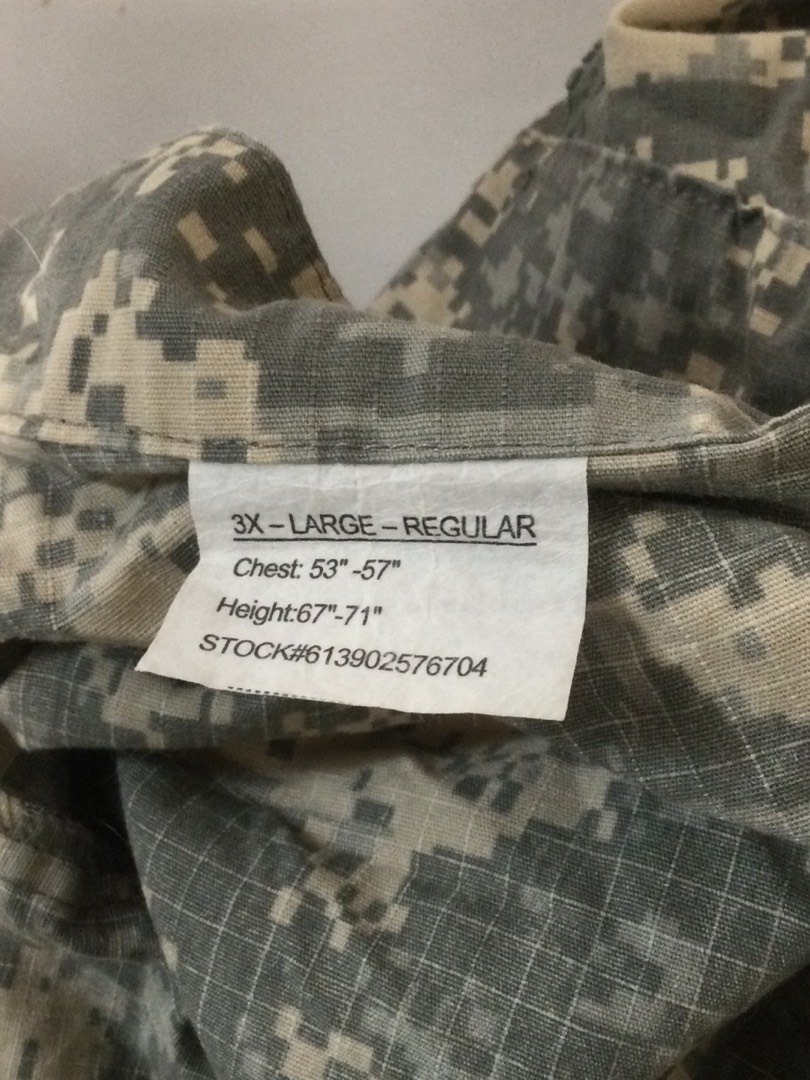 3X – LARGE – REGULAR
Chest: 53" -57"
Height:67"-71"
STOCK#613902576704